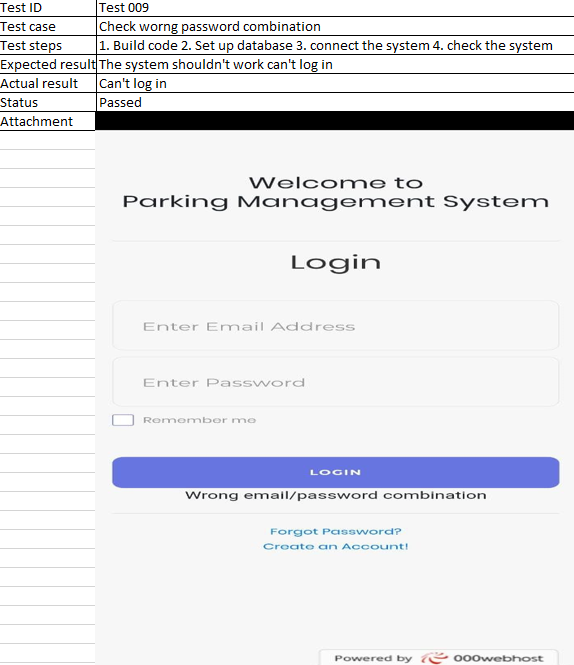 Test ID Test 009
Test case Check worng password combination
Test steps 1. Build code 2. Set up database 3. connect the system 4. check the system
Expected result The system shouldn't work can't log in
Actual result Can't log in
Status Passed
Attachment
Welcome to
Parking Management System
Login
Enter Email Address
Enter Password
Remember me
LOGIN
Wrong email/password combination
Forgot Password?
Create an Account!
Powered by 000webhost